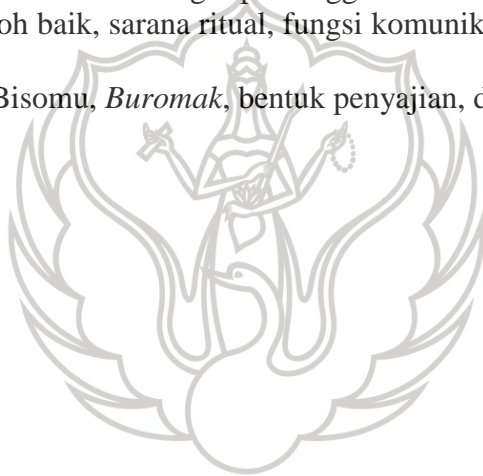 oh baik, sarana ritual, fungsi komunik
Bisomu, Buromak, bentuk penyajian, d